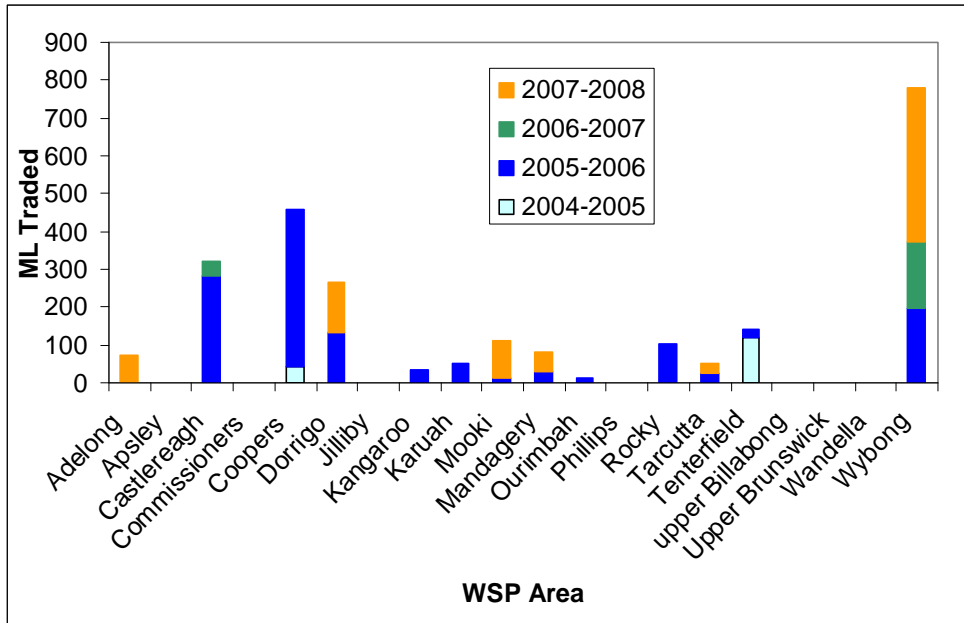 ML Traded
900
800
700
600
500
400
300
200
100
0
2007-2008
2006-2007
2005-2006
2004-2005
Adelong
Apsley
Castlereagh
Commissioners
Coopers
Dorrigo
Jilliby
Kangaroo
Karuah
Mooki
Mandagery
Ourimbah
Phillips
Rocky
Tarcutta
Tenterfield
upper Billabong
Upper Brunswick
Wandella
Wybong
WSP Area